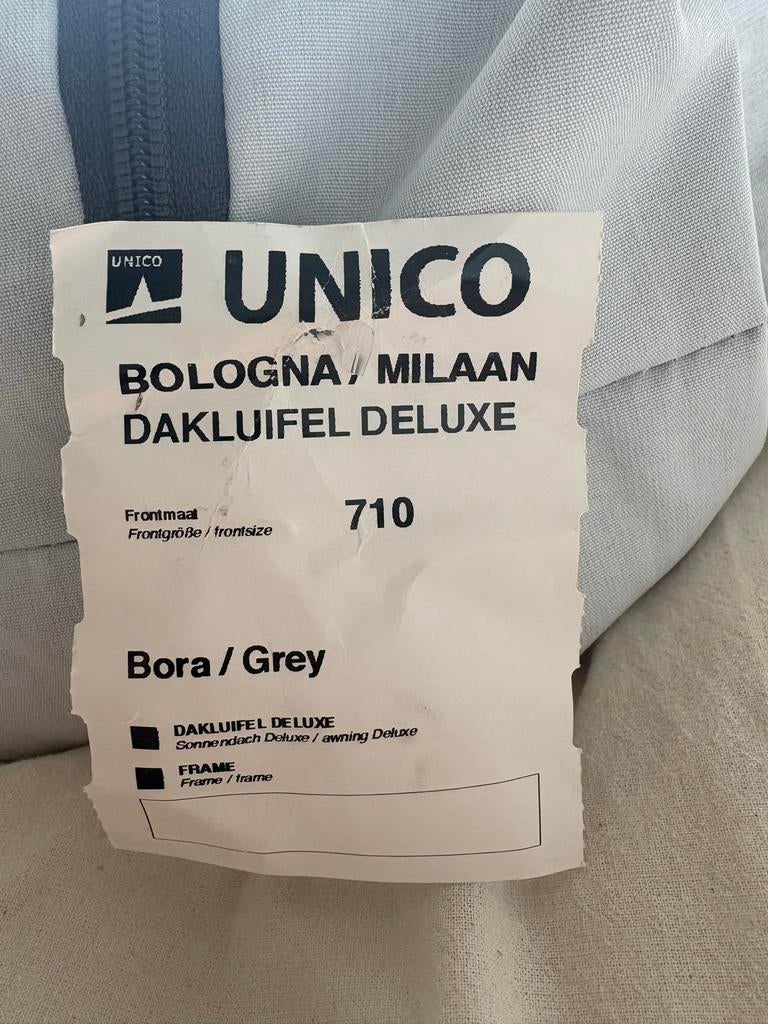 UNICO
UNICO
BOLOGNA / MILAAN
DAKLUIFEL DELUXE
Frontmaat 710
Frontgröße / frontsize
Bora / Grey
DAKLUIFEL DELUXE
Sonnendach Deluxe / awning Deluxe
FRAME
Frame / frame